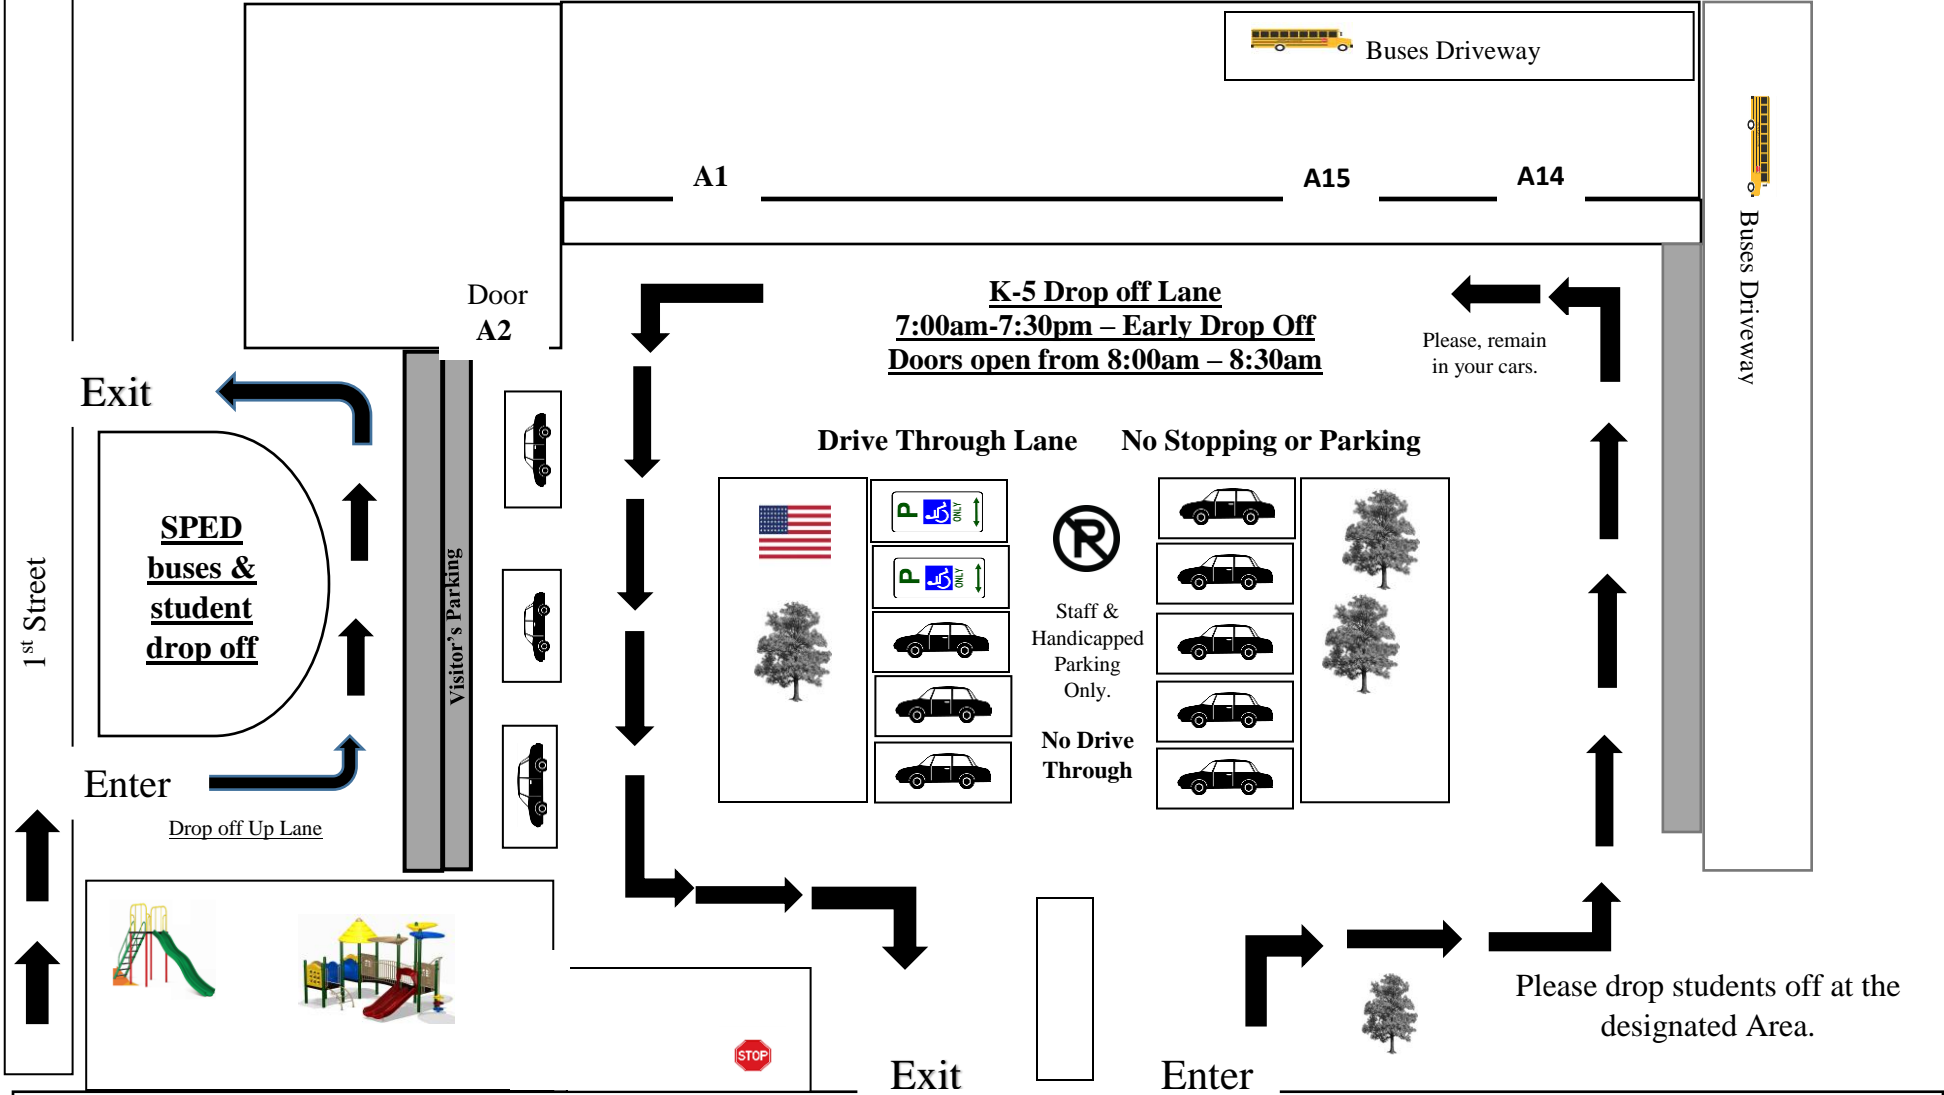 Buses Driveway
A1
A15
A14
Buses Driveway
Door
A2
K-5 Drop off Lane
7:00am-7:30pm – Early Drop Off
Doors open from 8:00am – 8:30am
Please, remain
in your cars.
Exit
Drive Through Lane
No Stopping or Parking
SPED
buses &
student
drop off
1st Street
Visitor's Parking
P
ONLY
P
ONLY
P
Staff &
Handicapped
Parking
Only.
No Drive
Through
Enter
Drop off Up Lane
Please drop students off at the
designated Area.
STOP
Exit
Enter